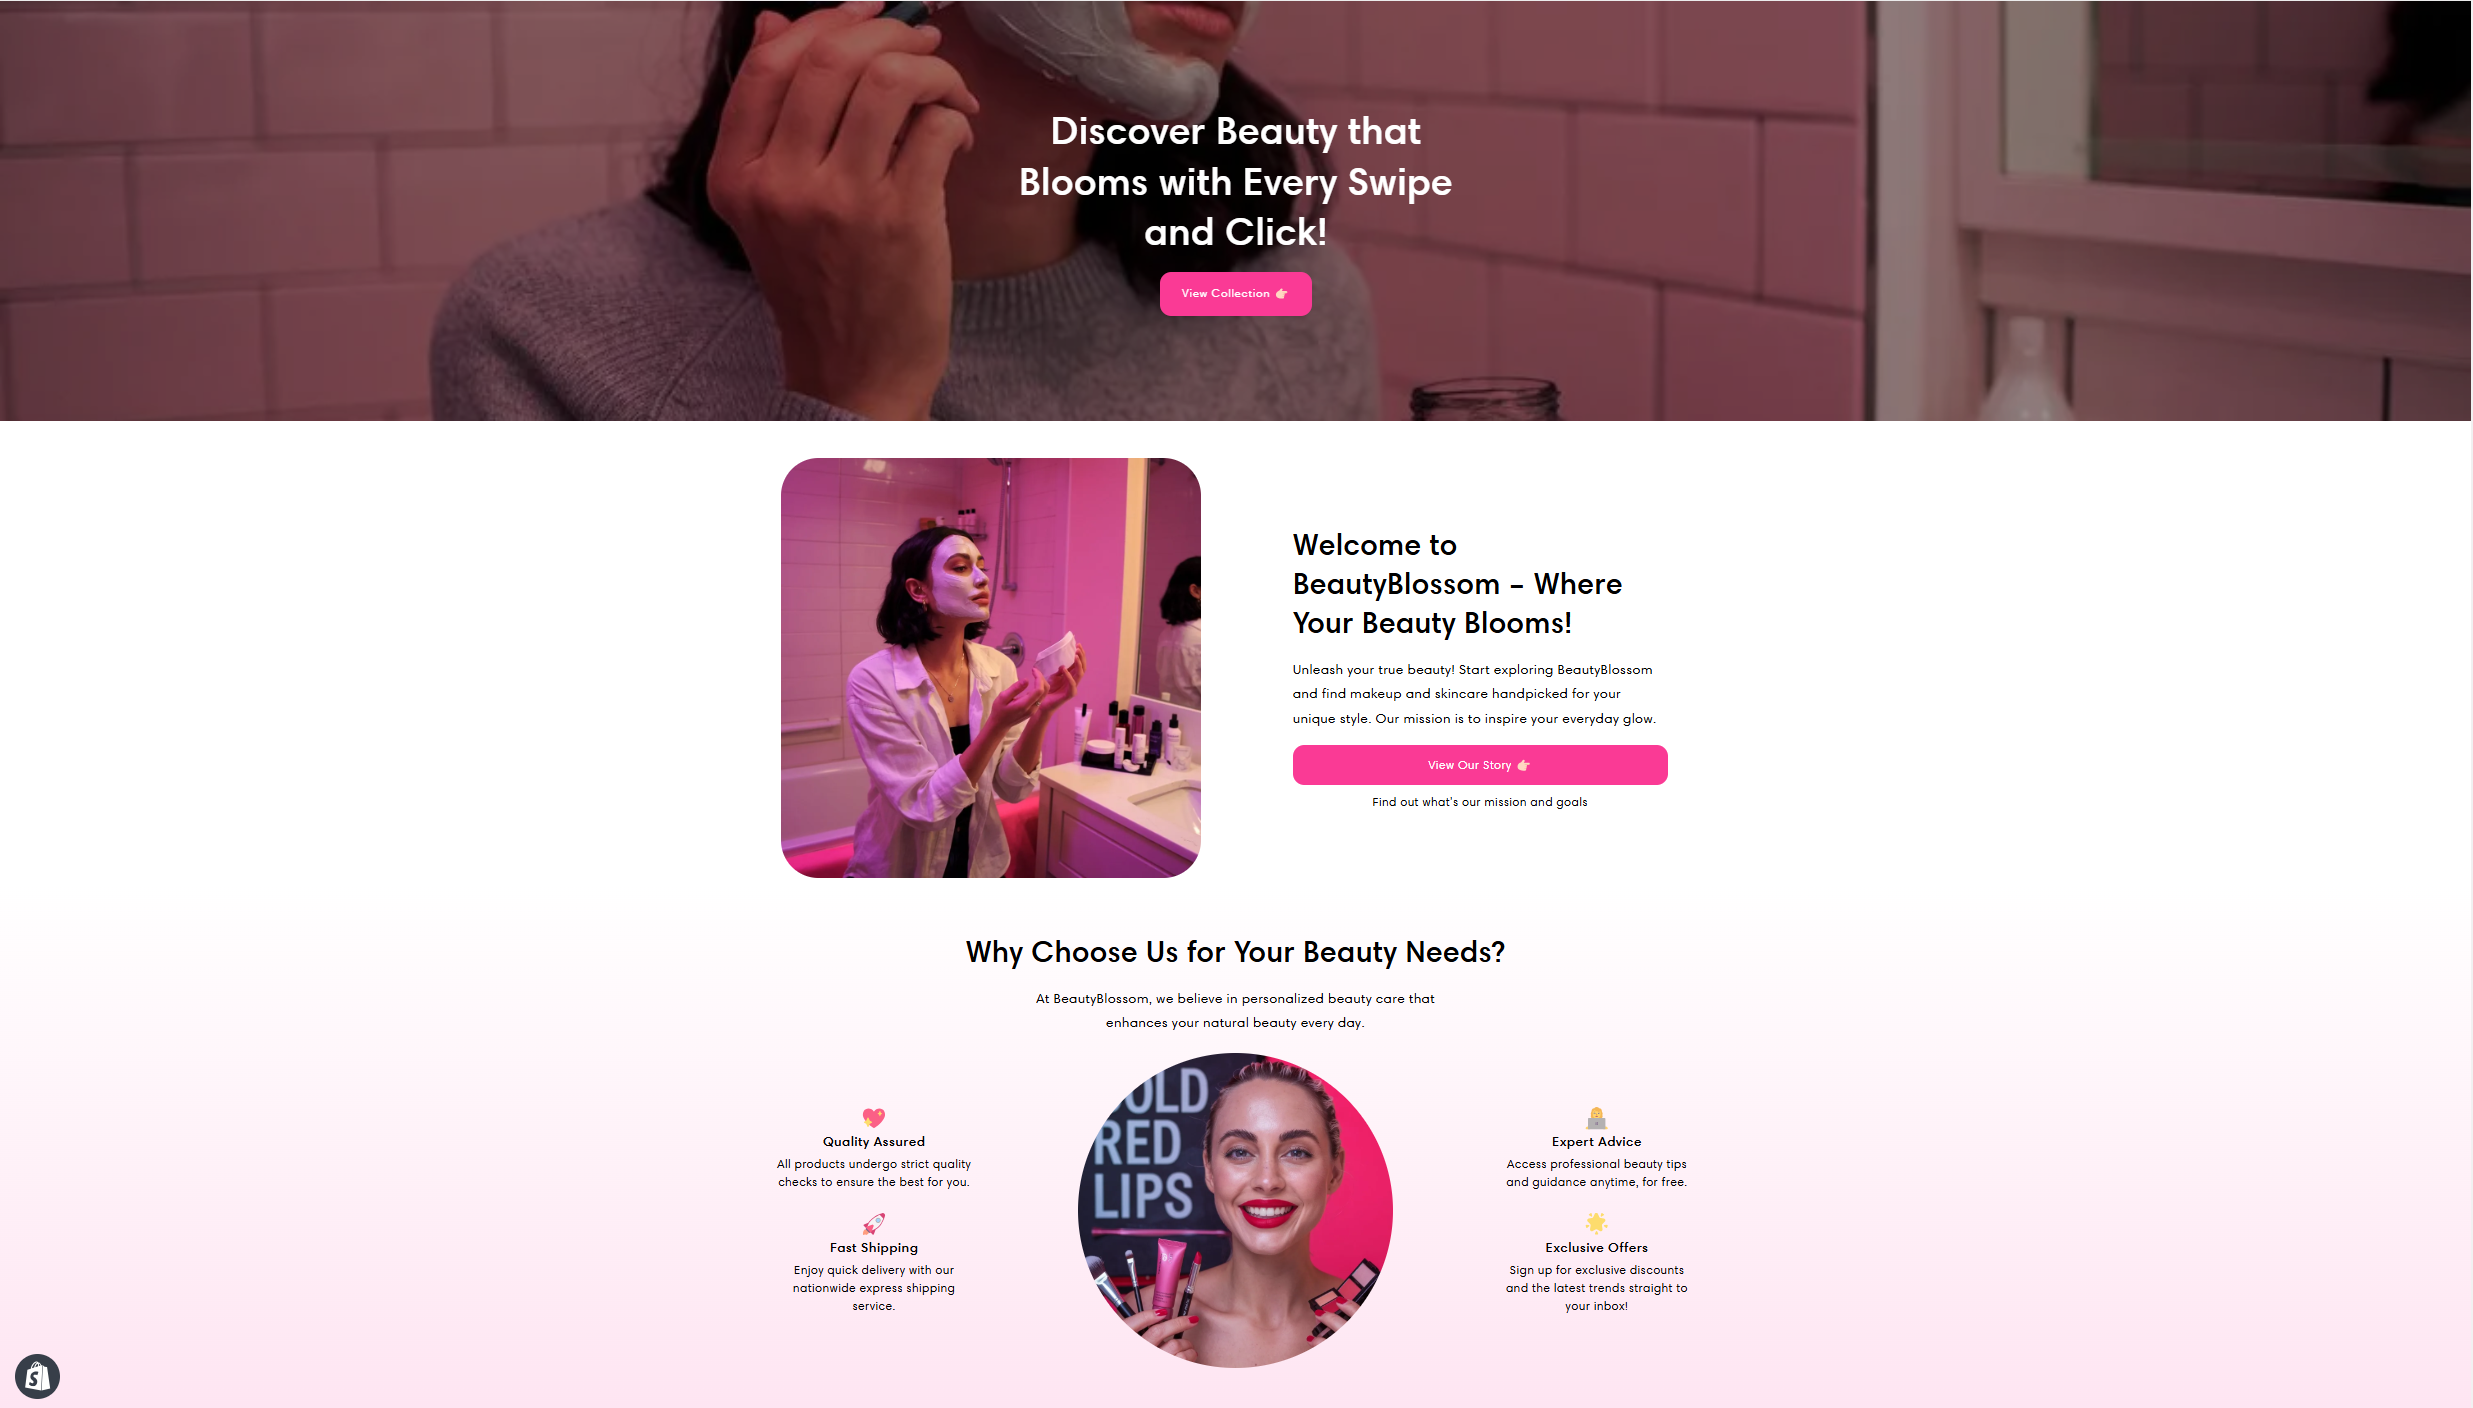 Discover Beauty that
Blooms with Every Swipe
and Click!
View Collection 👉🏻
Welcome to
BeautyBlossom – Where
Your Beauty Blooms!
Unleash your true beauty! Start exploring BeautyBlossom
and find makeup and skincare handpicked for your
unique style. Our mission is to inspire your everyday glow.
View Our Story 👉🏻
Find out what's our mission and goals
Why Choose Us for Your Beauty Needs?
At BeautyBlossom, we believe in personalized beauty care that
enhances your natural beauty every day.
💖
Quality Assured
All products undergo strict quality
checks to ensure the best for you.
🚀
Fast Shipping
Enjoy quick delivery with our
nationwide express shipping
service.
OLD
RED
LIPS
👩‍💻
Expert Advice
Access professional beauty tips
and guidance anytime, for free.
🌟
Exclusive Offers
Sign up for exclusive discounts
and the latest trends straight to
your inbox!